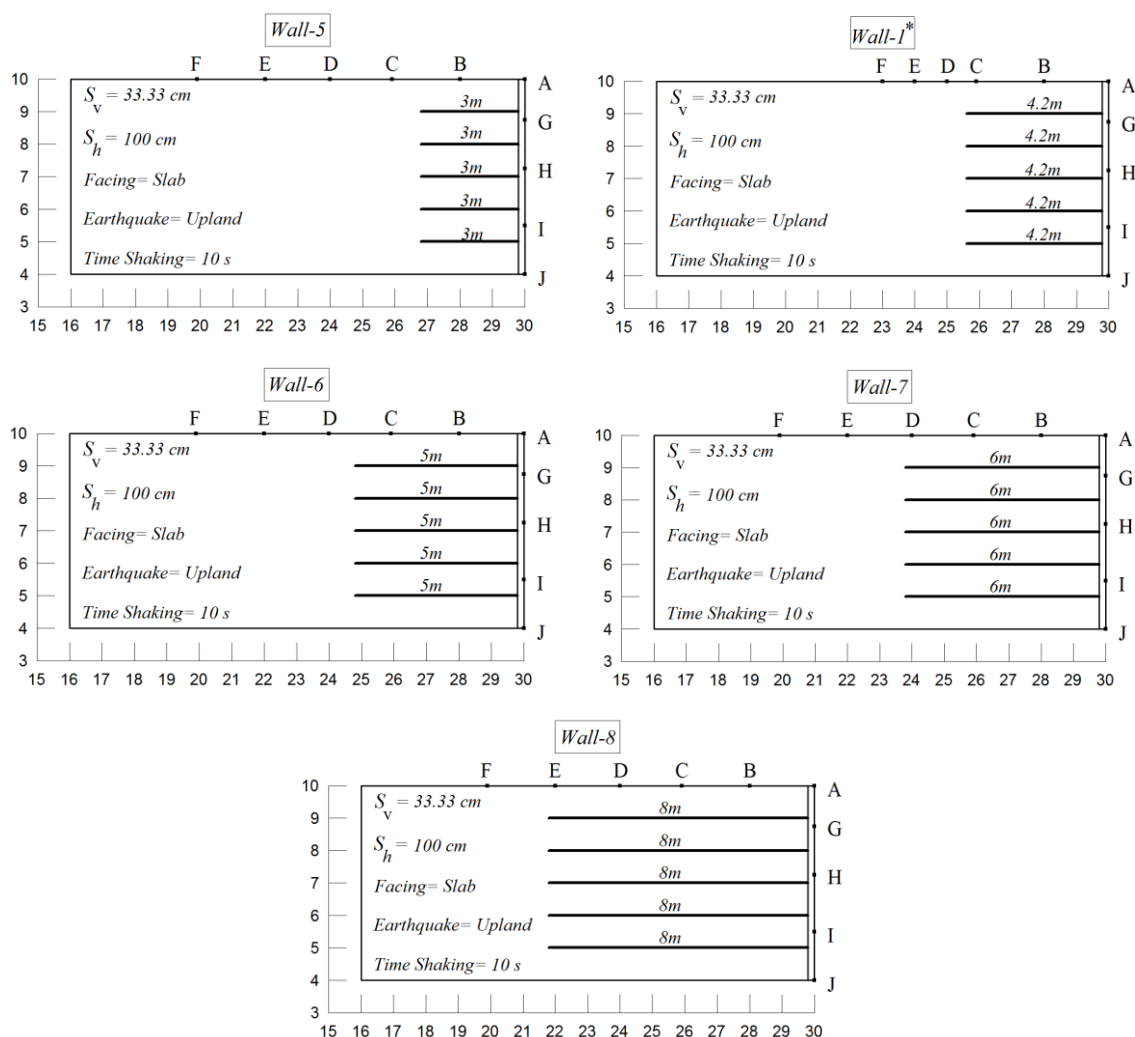 Wall-5
F E D C B
A
G
H
I
J
S_v = 33.33 cm
S_h = 100 cm
Facing= Slab
Earthquake= Upland
Time Shaking= 10 s
3m
3m
3m
3m
3m
10
9
8
7
6
5
4
3
15 16 17 18 19 20 21 22 23 24 25 26 27 28 29 30
Wall-1*
F E D C B
A
G
H
I
J
S_v = 33.33 cm
S_h = 100 cm
Facing= Slab
Earthquake= Upland
Time Shaking= 10 s
4.2m
4.2m
4.2m
4.2m
4.2m
10
9
8
7
6
5
4
3
15 16 17 18 19 20 21 22 23 24 25 26 27 28 29 30
Wall-6
F E D C B
A
G
H
I
J
S_v = 33.33 cm
S_h = 100 cm
Facing= Slab
Earthquake= Upland
Time Shaking= 10 s
5m
5m
5m
5m
5m
10
9
8
7
6
5
4
3
15 16 17 18 19 20 21 22 23 24 25 26 27 28 29 30
Wall-7
F E D C B
A
G
H
I
J
S_v = 33.33 cm
S_h = 100 cm
Facing= Slab
Earthquake= Upland
Time Shaking= 10 s
6m
6m
6m
6m
6m
10
9
8
7
6
5
4
3
15 16 17 18 19 20 21 22 23 24 25 26 27 28 29 30
Wall-8
F E D C B
A
G
H
I
J
S_v = 33.33 cm
S_h = 100 cm
Facing= Slab
Earthquake= Upland
Time Shaking= 10 s
8m
8m
8m
8m
8m
10
9
8
7
6
5
4
3
15 16 17 18 19 20 21 22 23 24 25 26 27 28 29 30